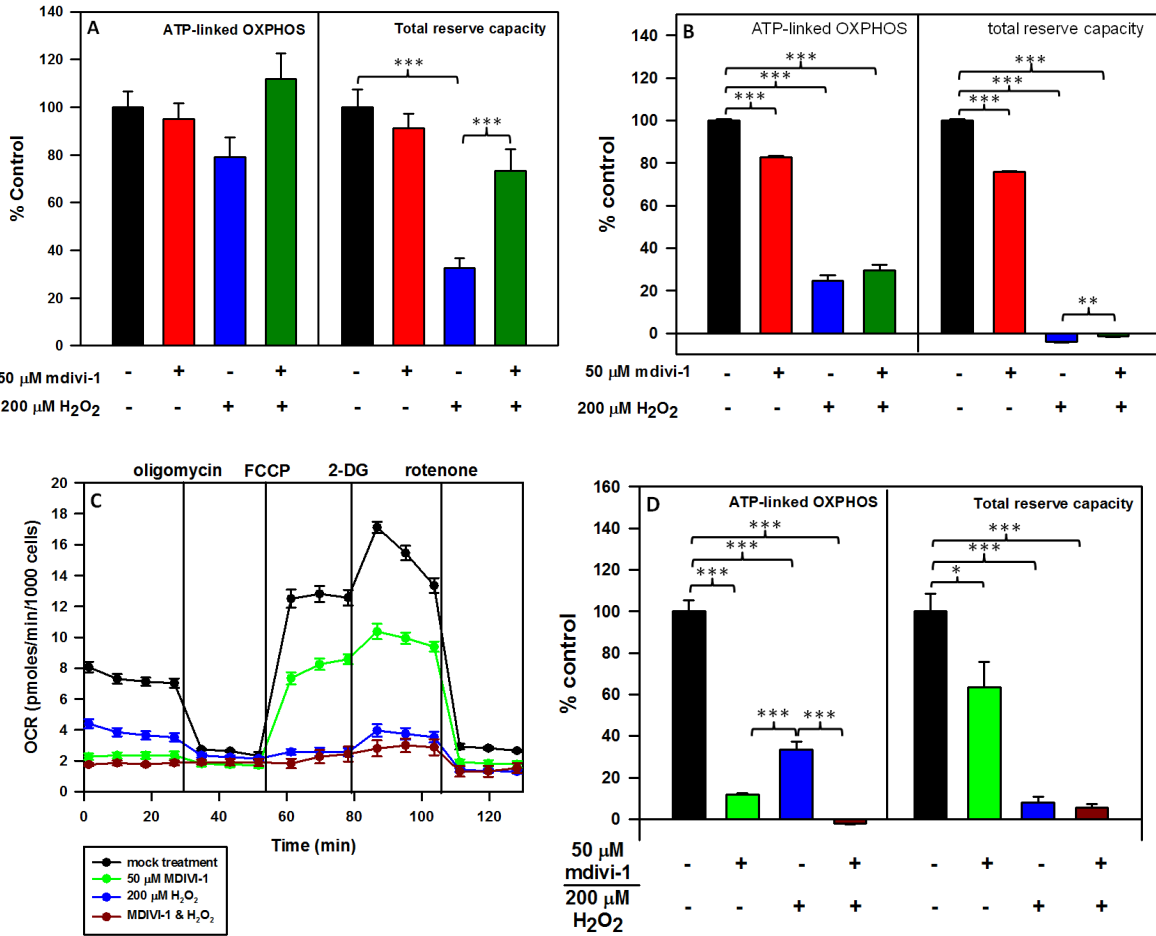 A
ATP-linked OXPHOS
Total reserve capacity
% Control
140
120
100
80
60
40
20
0
***
***
50 µM mdivi-1
- + - + - + - +
200 µM H₂O₂
- - + + - - + +
B
ATP-linked OXPHOS
total reserve capacity
% control
140
120
100
80
60
40
20
0
***
***
***
***
***
***
**
50 µM mdivi-1
- + - + - + - +
200 µM H₂O₂
- - + + - - + +
oligomycin FCCP 2-DG rotenone
C
OCR (pmoles/min/1000 cells)
20
18
16
14
12
10
8
6
4
2
0
0 20 40 60 80 100 120
Time (min)
mock treatment
50 µM MDIVI-1
200 µM H₂O₂
MDIVI-1 & H₂O₂
D
ATP-linked OXPHOS
Total reserve capacity
% control
160
140
120
100
80
60
40
20
0
***
***
***
***
***
***
***
*
50 µM
mdivi-1
- + - + - + - +
200 µM
H₂O₂
- - + + - - + +